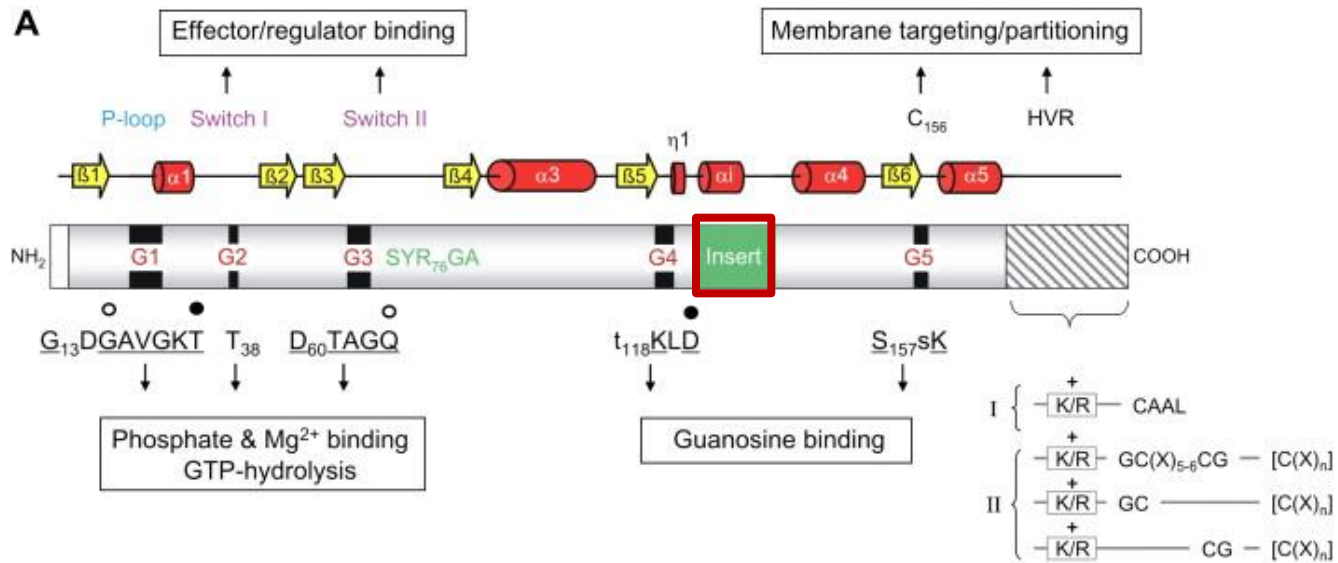 A
Effector/regulator binding
Membrane targeting/partitioning
P-loop Switch I Switch II C₁₅₆ HVR
η1
ß1 α1 ß2 ß3 ß4 α3 ß5 αi α4 ß6 α5
NH₂ G1 G2 G3 SYR₇₆GA G4 Insert G5 COOH
G₁₃DGAVGKT T₃₈ D₆₀TAGQ t₁₁₈KLD S₁₅₇sK
Phosphate & Mg²⁺ binding
GTP-hydrolysis
Guanosine binding
+
I K/R CAAL
+
K/R GC(X)₅₋₆CG [C(X)ₙ]
+
II K/R GC [C(X)ₙ]
+
K/R CG [C(X)ₙ]